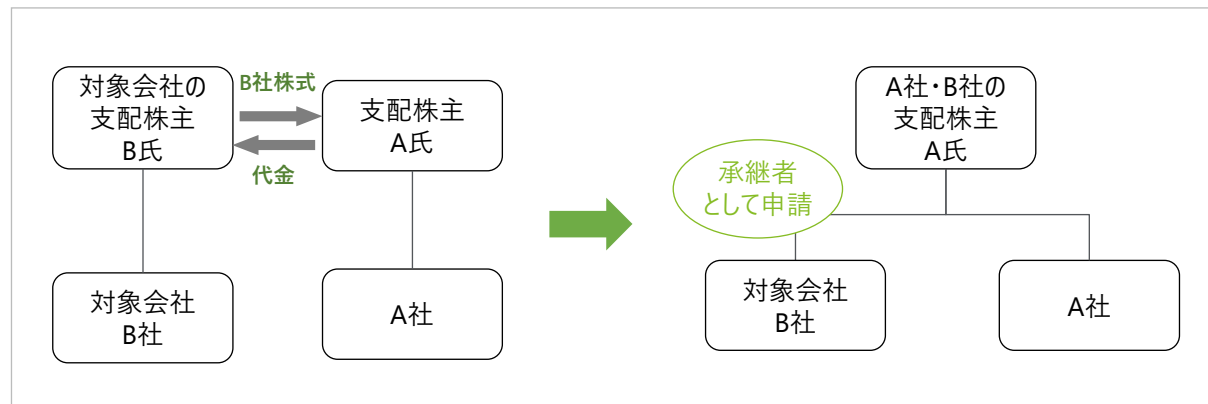 対象会社の
支配株主
B氏
B社株式
代金
支配株主
A氏
対象会社
B社
A社
A社・B社の
支配株主
A氏
承継者
として申請
対象会社
B社
A社